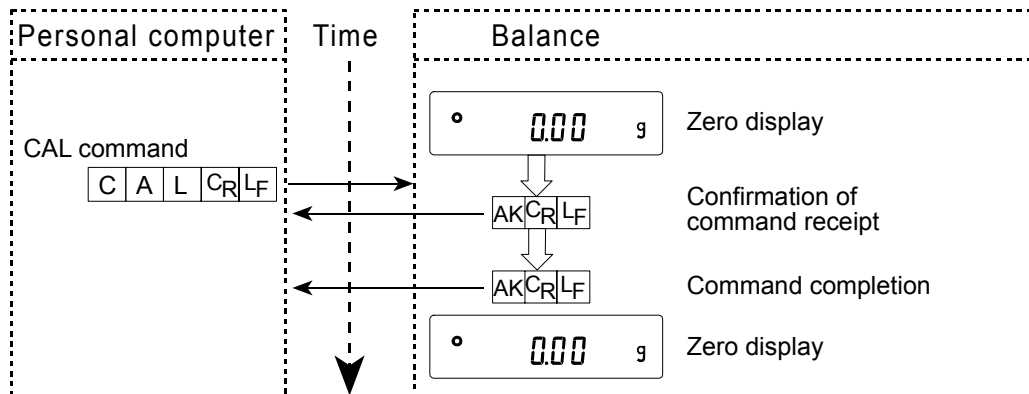 Personal computer Time Balance
0.00 g Zero display
CAL command
C A L CR LF
AK CR LF Confirmation of
command receipt
AK CR LF Command completion
0.00 g Zero display